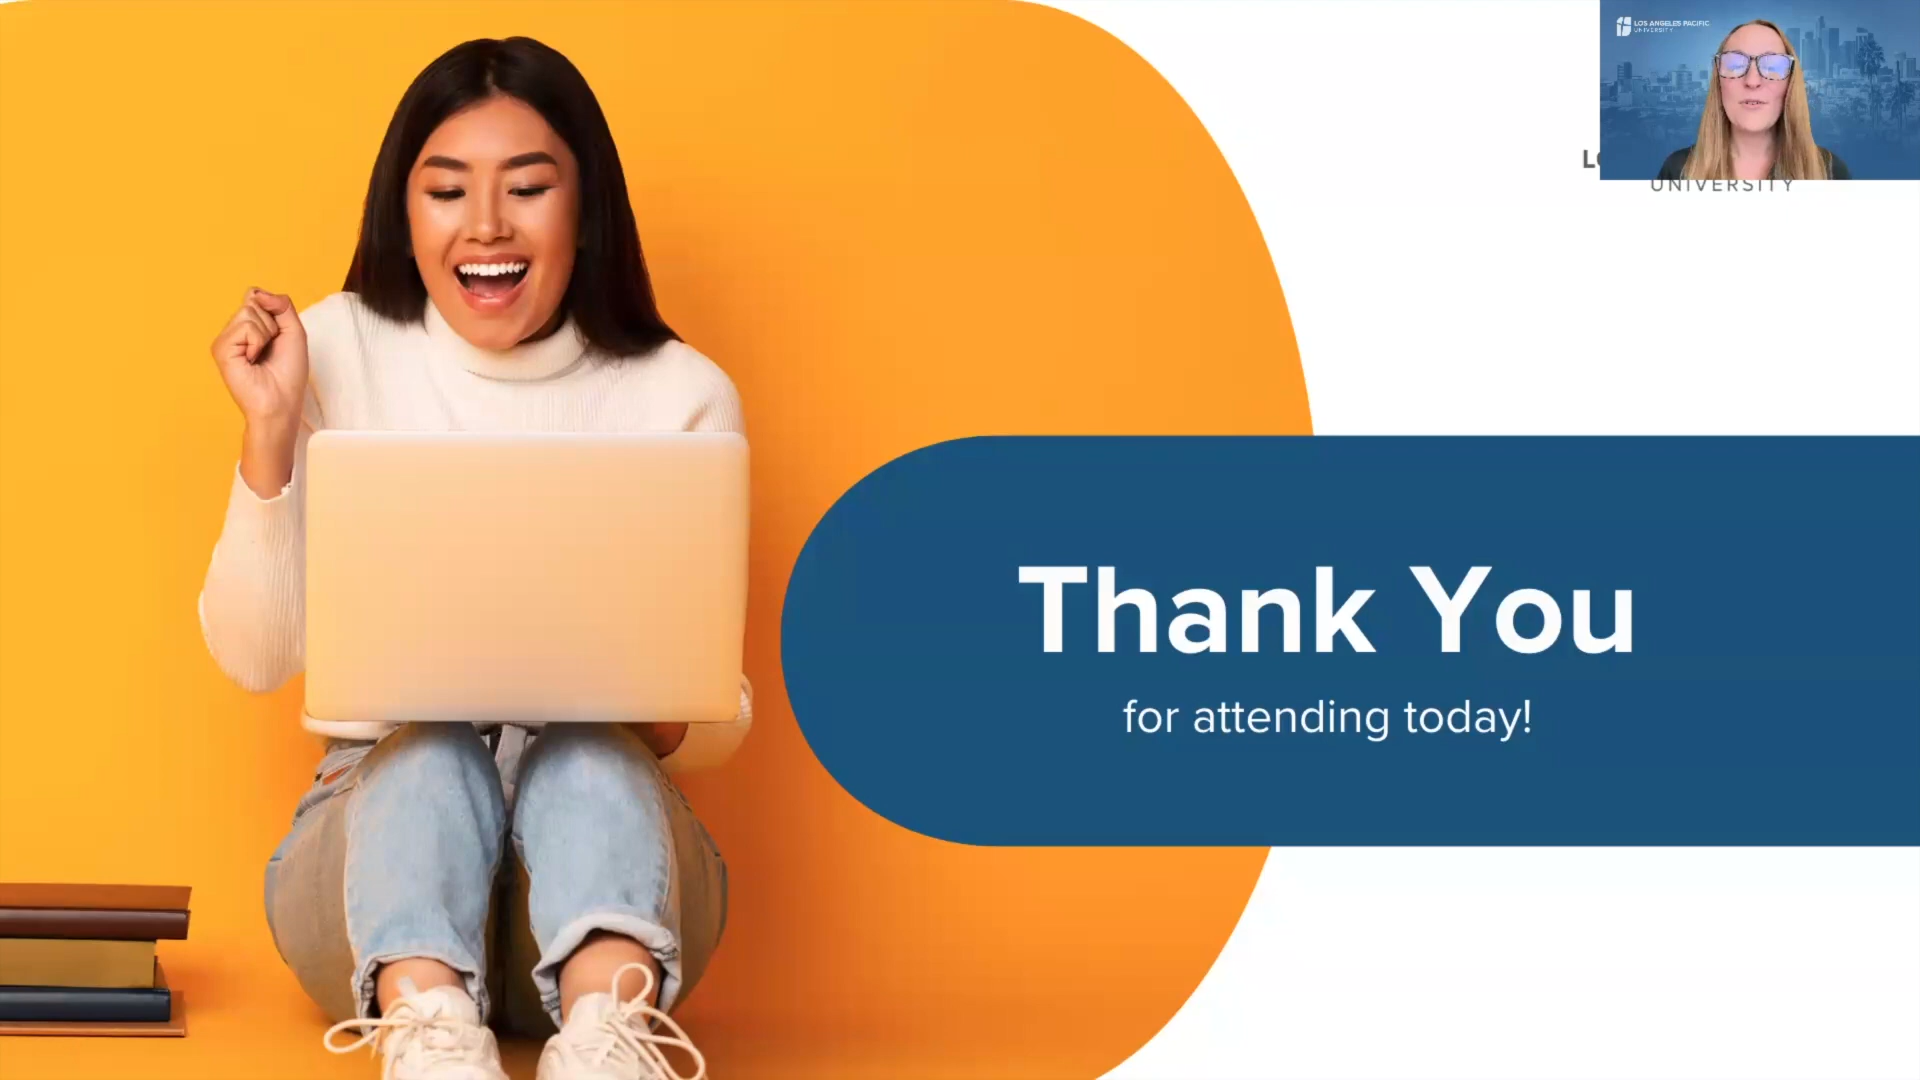 LOS ANGELES PACIFIC
UNIVERSITY
UNIVERSITY
Thank You
for attending today!